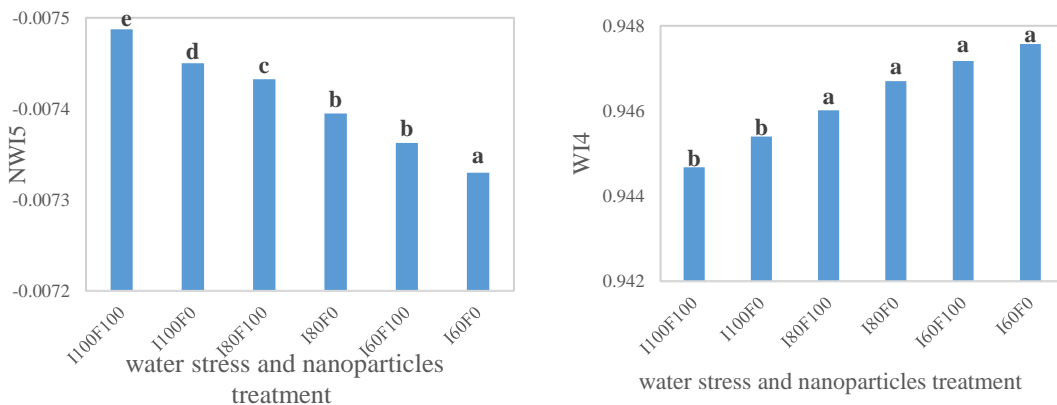 -0.0075
-0.0074
-0.0073
-0.0072
NWI5
e
d
c
b
b
a
I100F100
I100F0
I80F100
I80F0
I60F100
I60F0
water stress and nanoparticles
treatment
0.948
0.946
0.944
0.942
WI4
b
b
a
a
a
a
I100F100
I100F0
I80F100
I80F0
I60F100
I60F0
water stress and nanoparticles treatment